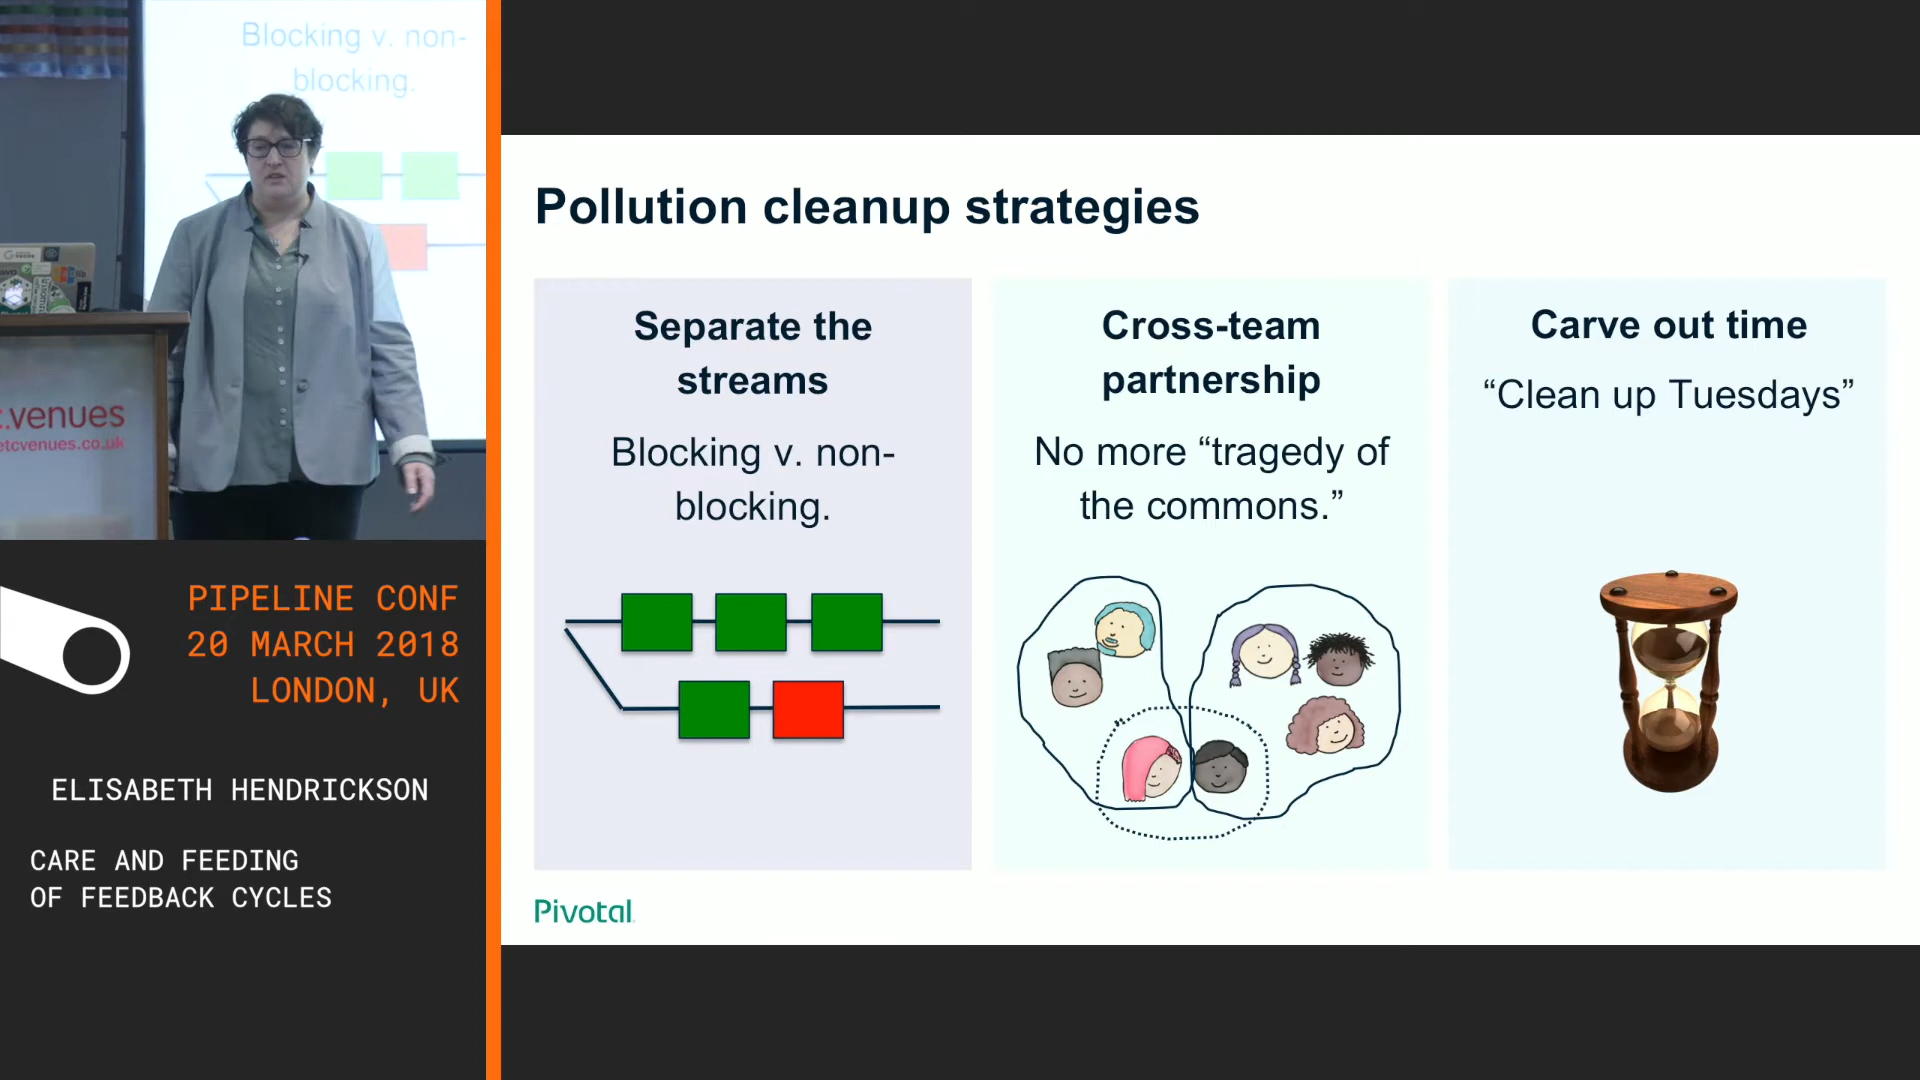 Blocking v. non-
blocking.
c.venues
etcvenues.co.uk
PIPELINE CONF
20 MARCH 2018
LONDON, UK
ELISABETH HENDRICKSON
CARE AND FEEDING
OF FEEDBACK CYCLES
Pollution cleanup strategies
Separate the
streams
Blocking v. non-
blocking.
Cross-team
partnership
No more “tragedy of
the commons.”
Carve out time
“Clean up Tuesdays”
Pivotal